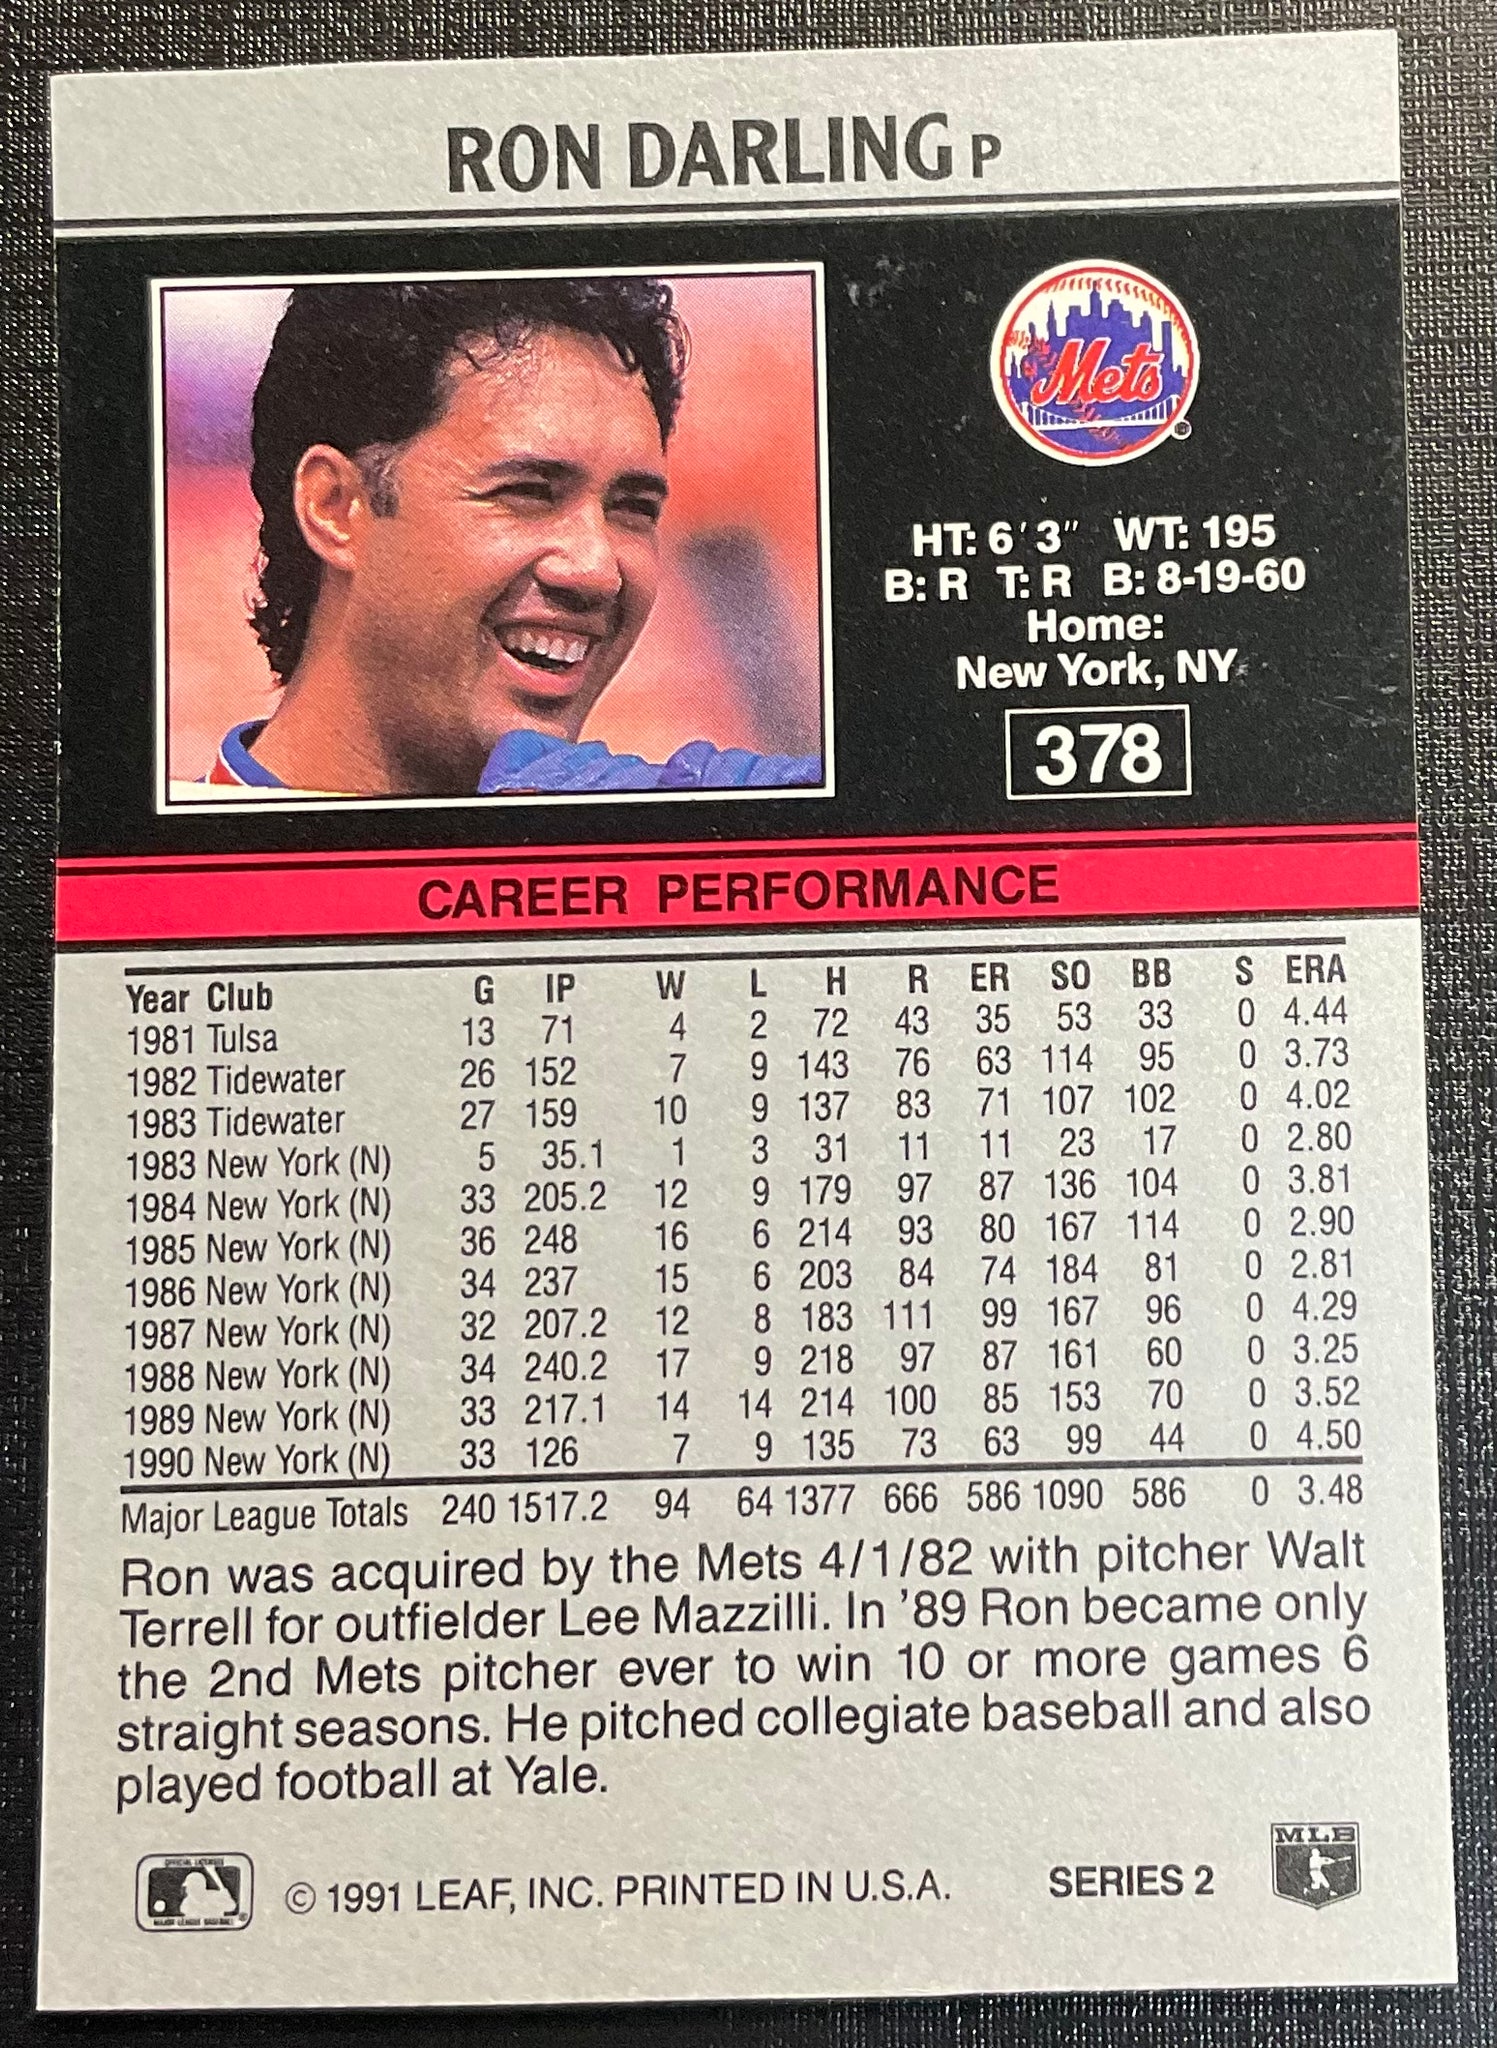 RON DARLING P
Mets
HT: 6'3" WT: 195
B: R T: R B: 8-19-60
Home:
New York, NY
378
CAREER PERFORMANCE
Year Club G IP W L H R ER SO BB S ERA
1981 Tulsa 13 71 4 2 72 43 35 53 33 0 4.44
1982 Tidewater 26 152 7 9 143 76 63 114 95 0 3.73
1983 Tidewater 27 159 10 9 137 83 71 107 102 0 4.02
1983 New York (N) 5 35.1 1 3 31 11 11 23 17 0 2.80
1984 New York (N) 33 205.2 12 9 179 97 87 136 104 0 3.81
1985 New York (N) 36 248 16 6 214 93 80 167 114 0 2.90
1986 New York (N) 34 237 15 6 203 84 74 184 81 0 2.81
1987 New York (N) 32 207.2 12 8 183 111 99 167 96 0 4.29
1988 New York (N) 34 240.2 17 9 218 97 87 161 60 0 3.25
1989 New York (N) 33 217.1 14 14 214 100 85 153 70 0 3.52
1990 New York (N) 33 126 7 9 135 73 63 99 44 0 4.50
Major League Totals 240 1517.2 94 64 1377 666 586 1090 586 0 3.48
Ron was acquired by the Mets 4/1/82 with pitcher Walt
Terrell for outfielder Lee Mazzilli. In '89 Ron became only
the 2nd Mets pitcher ever to win 10 or more games 6
straight seasons. He pitched collegiate baseball and also
played football at Yale.
© 1991 LEAF, INC. PRINTED IN U.S.A. SERIES 2
MLB